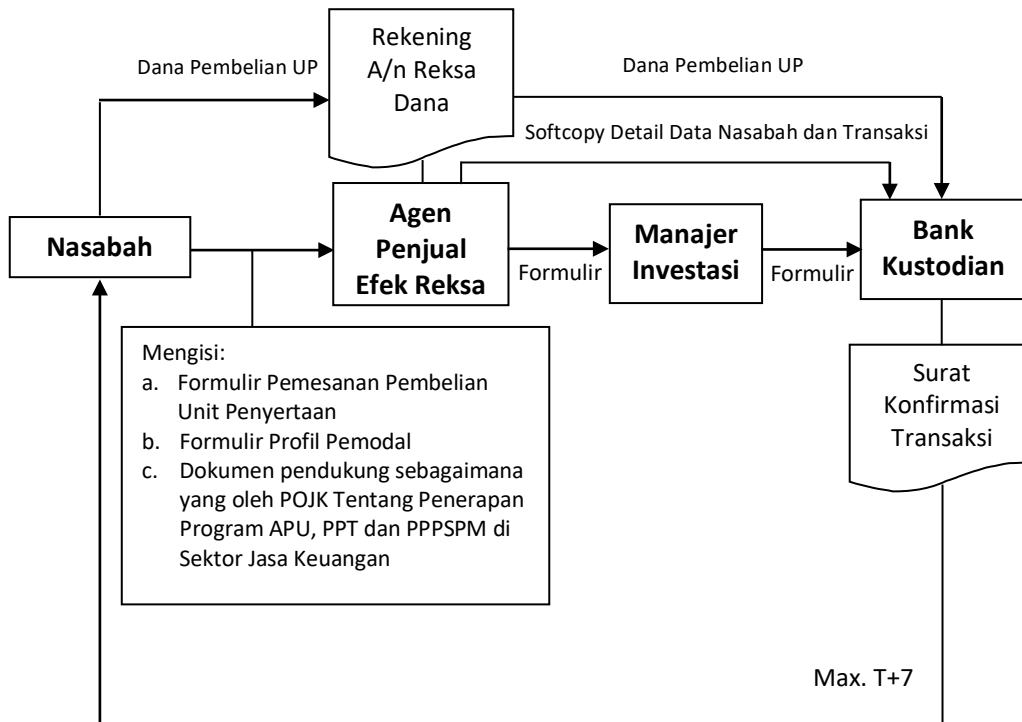 Rekening
A/n Reksa
Dana
Dana Pembelian UP
Dana Pembelian UP
Softcopy Detail Data Nasabah dan Transaksi
Nasabah
Agen
Penjual
Efek Reksa
Formulir
Manajer
Investasi
Formulir
Bank
Kustodian
Mengisi:
a. Formulir Pemesanan Pembelian
Unit Penyertaan
b. Formulir Profil Pemodal
c. Dokumen pendukung sebagaimana
yang oleh POJK Tentang Penerapan
Program APU, PPT dan PPPSPM di
Sektor Jasa Keuangan
Surat
Konfirmasi
Transaksi
Max. T+7